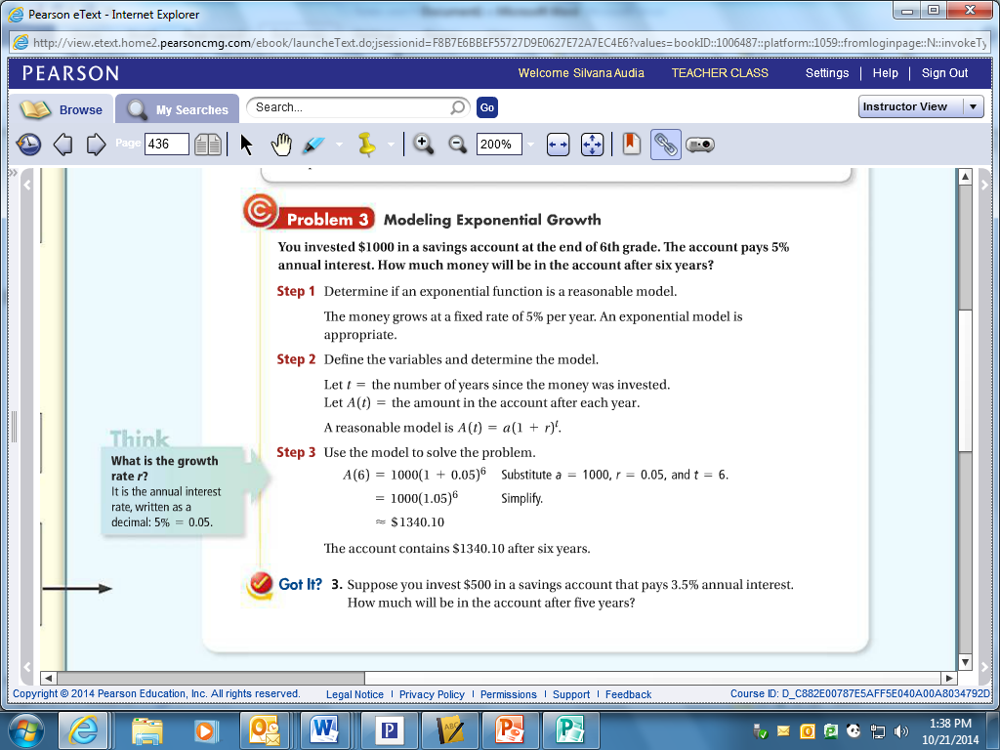 Pearson eText - Internet Explorer
http://view.etext.home2.pearsoncmg.com/ebook/launcheText.do;jsessionid=F8B7E6BBEF55727D9E0627E72A7EC4E6?values=bookID::1006487::platform::1059::fromloginpage::N::invokeTy
PEARSON Welcome Silvana Audia TEACHER CLASS Settings | Help | Sign Out
Browse My Searches Search... Go Instructor View
Page 436 200%
Problem 3 Modeling Exponential Growth
You invested $1000 in a savings account at the end of 6th grade. The account pays 5%
annual interest. How much money will be in the account after six years?
Step 1 Determine if an exponential function is a reasonable model.
The money grows at a fixed rate of 5% per year. An exponential model is
appropriate.
Step 2 Define the variables and determine the model.
Let t = the number of years since the money was invested.
Let A(t) = the amount in the account after each year.
A reasonable model is A(t) = a(1 + r)^t.
Think
What is the growth
rate r?
It is the annual interest
rate, written as a
decimal: 5% = 0.05.
Step 3 Use the model to solve the problem.
A(6) = 1000(1 + 0.05)⁶ Substitute a = 1000, r = 0.05, and t = 6.
= 1000(1.05)⁶ Simplify.
≈ $1340.10
The account contains $1340.10 after six years.
Got It? 3. Suppose you invest $500 in a savings account that pays 3.5% annual interest.
How much will be in the account after five years?
Copyright © 2014 Pearson Education, Inc. All rights reserved. Legal Notice | Privacy Policy | Permissions | Support | Feedback Course ID: D_C882E00787E5AFF5E040A00A8034792D
1:38 PM
10/21/2014